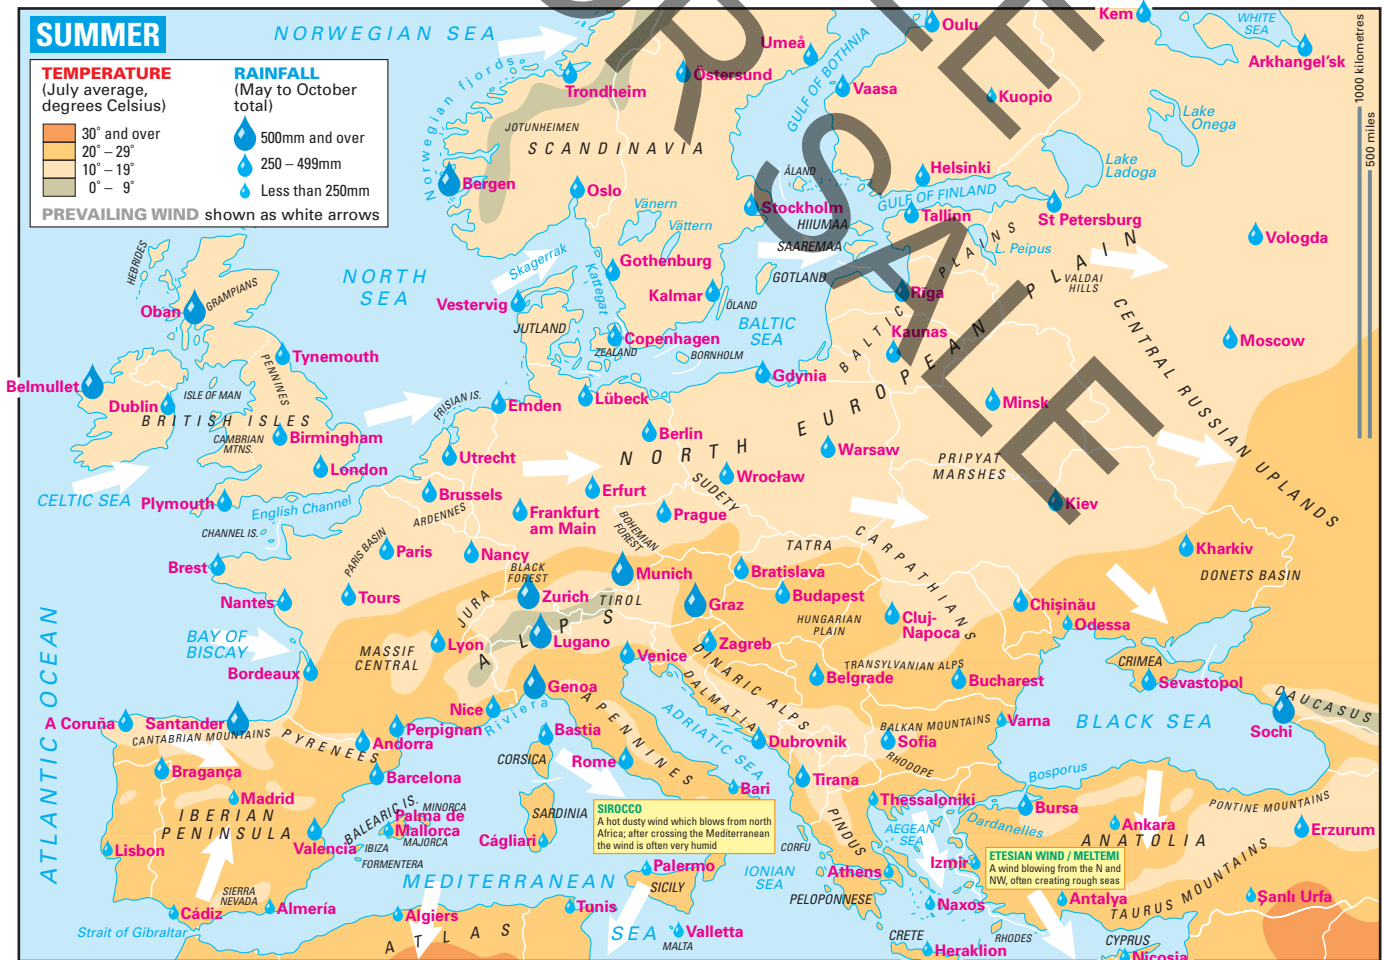 SUMMER
TEMPERATURE
(July average,
degrees Celsius)
30° and over
20° – 29°
10° – 19°
0° – 9°
RAINFALL
(May to October
total)
500mm and over
250 – 499mm
Less than 250mm
PREVAILING WIND shown as white arrows
NORWEGIAN SEA
Norwegian fjords
Trondheim
Östersund
Umeå
GULF OF BOTHNIA
Vaasa
Oulu
Kem
WHITE
SEA
Arkhangel'sk
Kuopio
Lake
Onega
Lake
Ladoga
1000 kilometres
500 miles
JOTUNHEIMEN
SCANDINAVIA
Bergen
Oslo
Vänern
Vättern
ÅLAND
Stockholm
Helsinki
GULF OF FINLAND
Tallinn
St Petersburg
HIIUMAA
SAAREMAA
L. Peipus
Vologda
HEBRIDES
GRAMPIANS
Oban
NORTH
SEA
Skagerrak
Kattegat
Gothenburg
GOTLAND
Kalmar
ÖLAND
Rīga
VALDAI
HILLS
Vestervig
JUTLAND
Copenhagen
ZEALAND
BORNHOLM
BALTIC
SEA
BALTIC PLAINS
Kaunas
Moscow
Tynemouth
PENNINES
Belmullet
Dublin
ISLE OF MAN
BRITISH ISLES
CAMBRIAN
MTNS.
Birmingham
London
FRISIAN IS.
Emden
Lübeck
Gdynia
Minsk
CENTRAL RUSSIAN UPLANDS
Berlin
NORTH EUROPEAN PLAIN
Warsaw
PRIPYAT
MARSHES
CELTIC SEA
Plymouth
English Channel
CHANNEL IS.
Utrecht
Brussels
ARDENNES
Erfurt
Frankfurt
am Main
SUDETY
Wrocław
Prague
BOHEMIAN
FOREST
Kiev
Brest
PARIS BASIN
Paris
Nancy
BLACK
FOREST
Munich
TATRA
CARPATHIANS
Kharkiv
DONETS BASIN
Bratislava
Nantes
Tours
JURA
Zurich
TIROL
ALPS
Graz
Budapest
HUNGARIAN
PLAIN
Cluj-
Napoca
Chişinău
Odessa
ATLANTIC OCEAN
BAY OF
BISCAY
MASSIF
CENTRAL
Lyon
Lugano
Venice
Zagreb
DINARIC ALPS
DALMATIA
TRANSYLVANIAN ALPS
CRIMEA
Bordeaux
Genoa
Belgrade
Bucharest
Sevastopol
CAUCASUS
A Coruña
Santander
CANTABRIAN MOUNTAINS
PYRENEES
Nice
Riviera
Perpignan
Andorra
Bastia
APENNINES
ADRIATIC SEA
Dubrovnik
BALKAN MOUNTAINS
Sofia
Varna
BLACK SEA
Sochi
Bragança
Barcelona
CORSICA
Rome
RHODOPE
Bosporus
Madrid
IBERIAN
PENINSULA
BALEARIC IS.
MINORCA
Palma de
Mallorca
MAJORCA
IBIZA
FORMENTERA
SARDINIA
Cágliari
SIROCCO
A hot dusty wind which blows from north
Africa; after crossing the Mediterranean
the wind is often very humid
Bari
Tirana
PINDUS
Thessaloniki
AEGEAN
SEA
Dardanelles
Bursa
Ankara
ANATOLIA
PONTINE MOUNTAINS
Erzurum
Lisbon
Valencia
SIERRA
NEVADA
MEDITERRANEAN
SEA
Palermo
SICILY
IONIAN
SEA
CORFU
Athens
PELOPONNESE
Izmir
ETESIAN WIND / MELTEMI
A wind blowing from the N and
NW, often creating rough seas
Antalya
TAURUS MOUNTAINS
Şanlı Urfa
Cádiz
Almería
Strait of Gibraltar
Algiers
ATLAS
Tunis
Valletta
MALTA
Naxos
CRETE
Heraklion
RHODES
CYPRUS
Nicosia
SALE